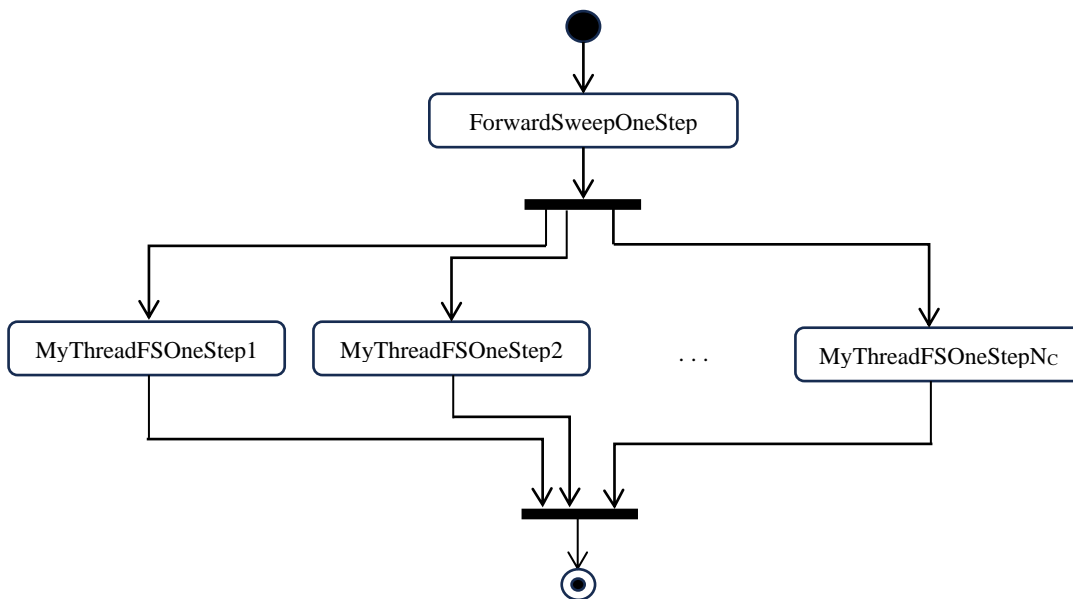 ForwardSweepOneStep
MyThreadFSOneStep1
MyThreadFSOneStep2
...
MyThreadFSOneStepNC